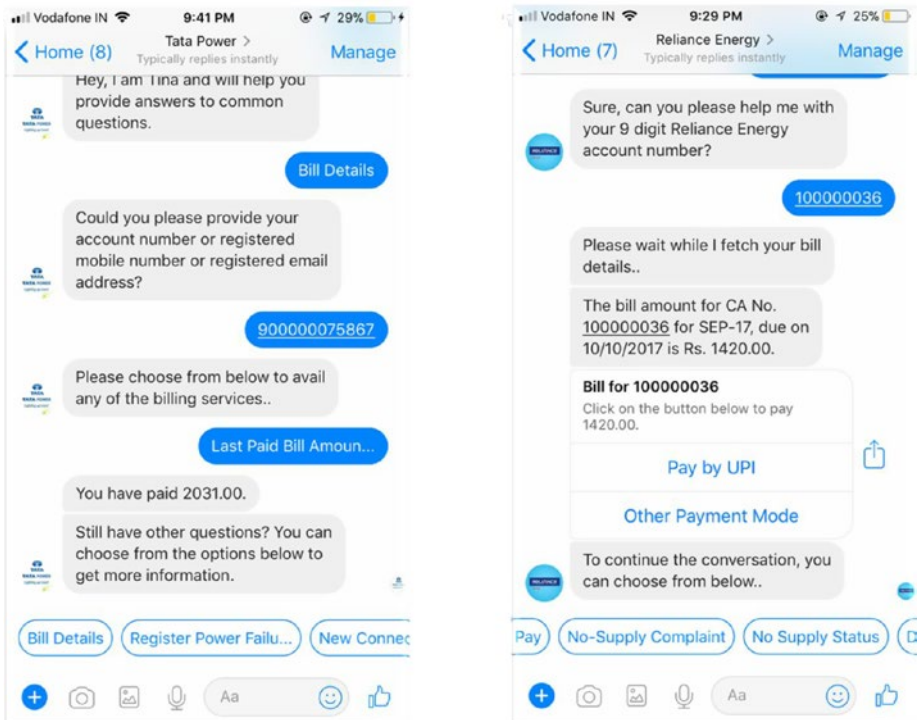 Vodafone IN 9:41 PM 29%
Home (8) Tata Power > Manage
Typically replies instantly
Hey, I am Tina and will help you
provide answers to common
questions.
Bill Details
Could you please provide your
account number or registered
mobile number or registered email
address?
900000075867
Please choose from below to avail
any of the billing services..
Last Paid Bill Amoun...
You have paid 2031.00.
Still have other questions? You can
choose from the options below to
get more information.
Bill Details Register Power Failu... New Connec
Aa
Vodafone IN 9:29 PM 25%
Home (7) Reliance Energy > Manage
Typically replies instantly
Sure, can you please help me with
your 9 digit Reliance Energy
account number?
RELIANCE
100000036
Please wait while I fetch your bill
details..
The bill amount for CA No.
100000036 for SEP-17, due on
10/10/2017 is Rs. 1420.00.
Bill for 100000036
Click on the button below to pay
1420.00.
Pay by UPI
Other Payment Mode
To continue the conversation, you
can choose from below..
RELIANCE
Pay No-Supply Complaint No Supply Status
Aa